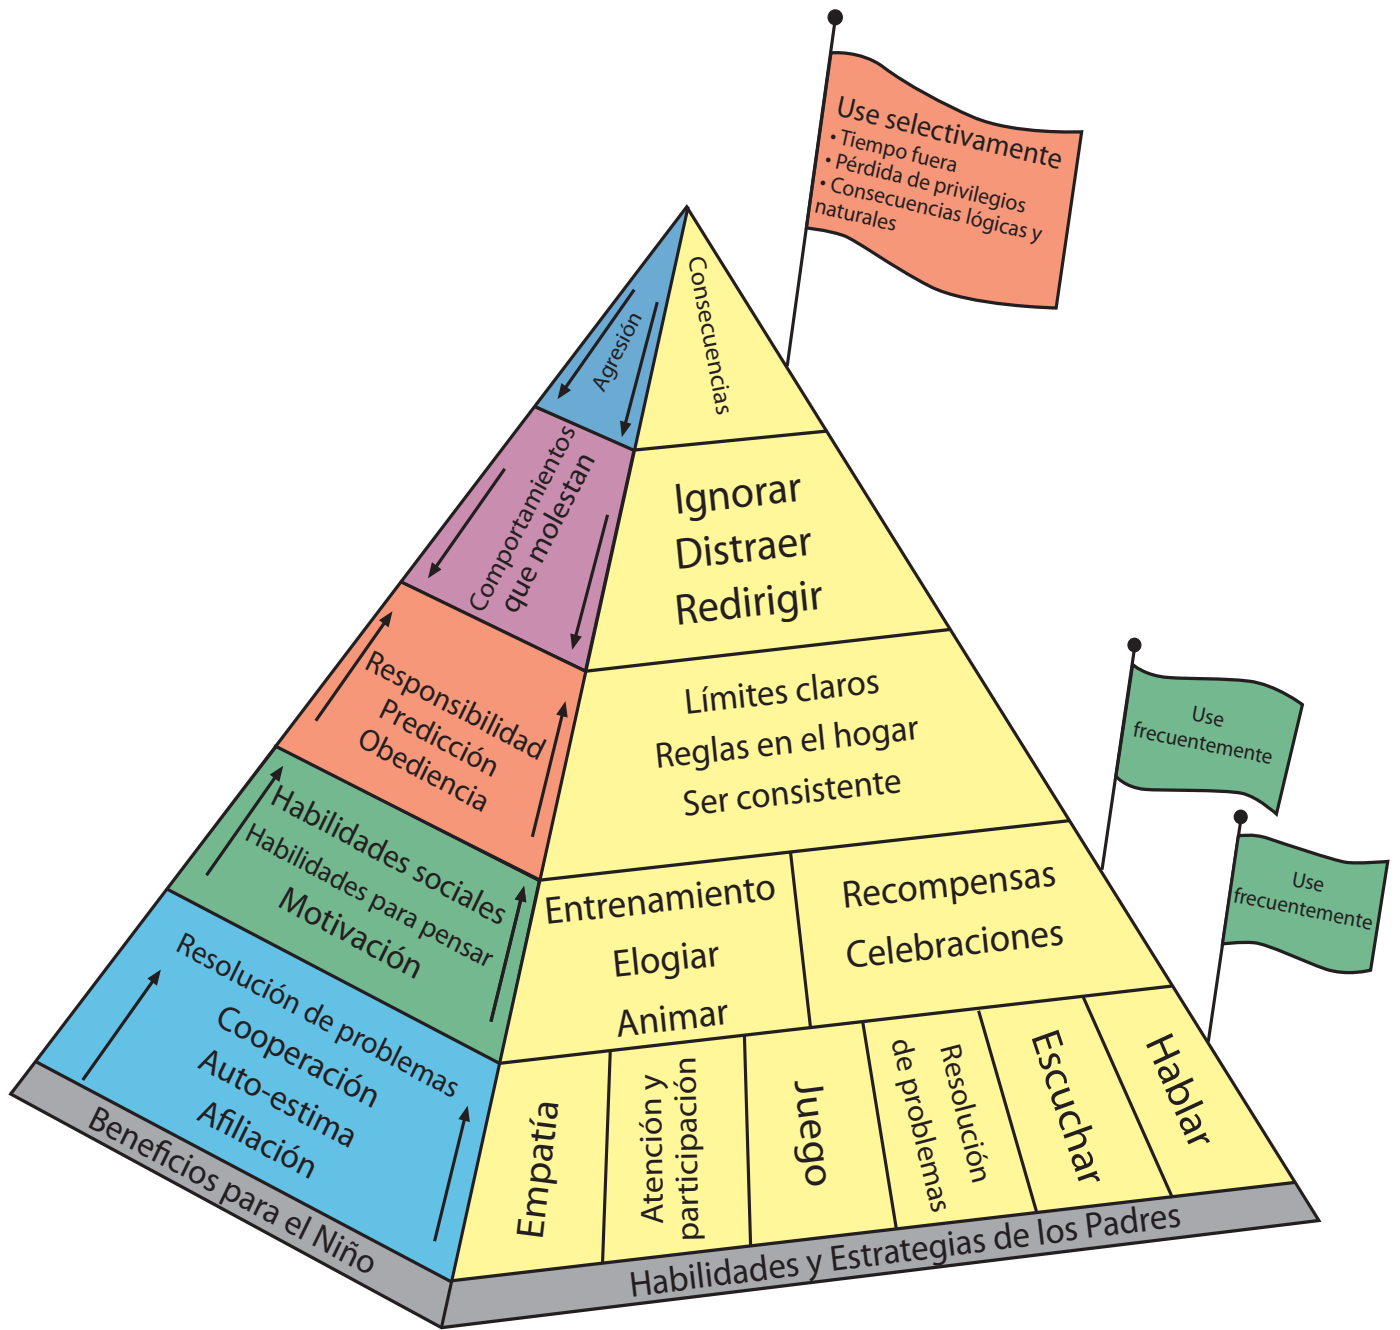 Use selectivamente
• Tiempo fuera
• Pérdida de privilegios
• Consecuencias lógicas y
naturales
Agresión
Consecuencias
Comportamientos
que molestan
Ignorar
Distraer
Redirigir
Responsibilidad
Predicción
Obediencia
Límites claros
Reglas en el hogar
Ser consistente
Use
frecuentemente
Habilidades sociales
Habilidades para pensar
Motivación
Entrenamiento
Elogiar
Animar
Recompensas
Celebraciones
Use
frecuentemente
Resolución de problemas
Cooperación
Auto-estima
Afiliación
Empatía
Atención y
participación
Juego
Resolución
de problemas
Escuchar
Hablar
Beneficios para el Niño
Habilidades y Estrategias de los Padres